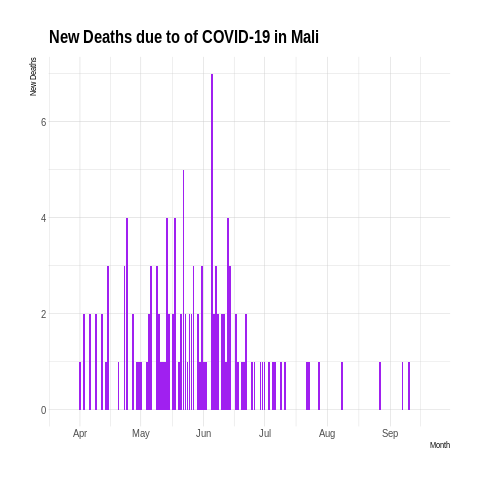 New Deaths due to of COVID-19 in Mali
New Deaths
6
4
2
0
Apr May Jun Jul Aug Sep
Month